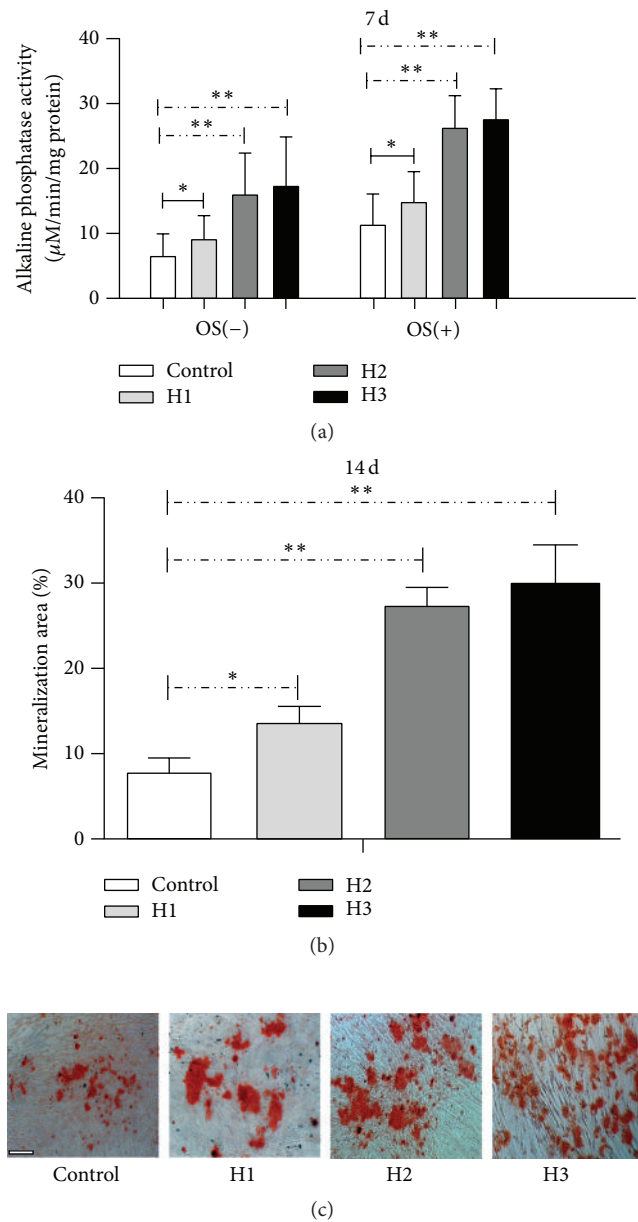 7 d
**
**
**
**
*
*
40
30
20
10
0
Alkaline phosphatase activity
(μM/min/mg protein)
OS(−)
OS(+)
Control
H2
H1
H3
(a)
14 d
**
**
*
40
30
20
10
0
Mineralization area (%)
Control
H2
H1
H3
(b)
Control
H1
H2
H3
(c)